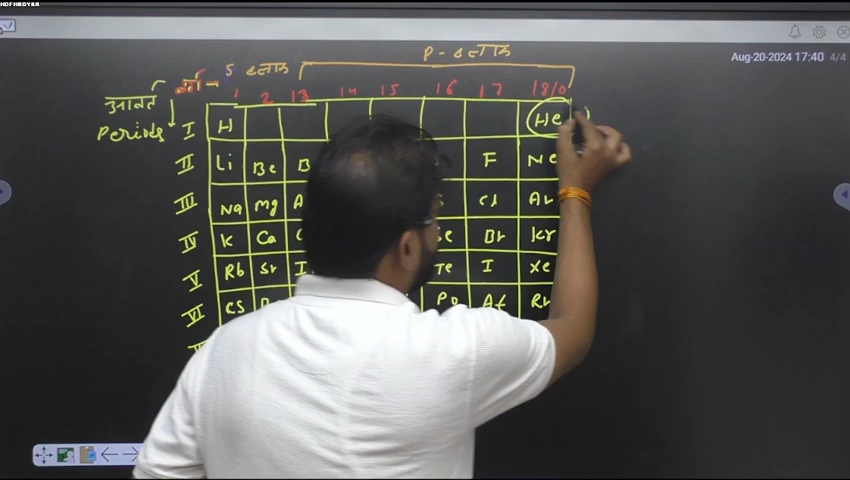 Aug-20-2024 17:40 4/4
P-ब्लाक
वर्ग S ब्लाक
आवर्त
Periods
1 2 13 14 15 16 17 18/0
I H He
II Li Be B F Ne
III Na Mg A S Cl Ar
IV K Ca Se Br Kr
V Rb Sr I Te I Xe
VI Cs Po At Rn